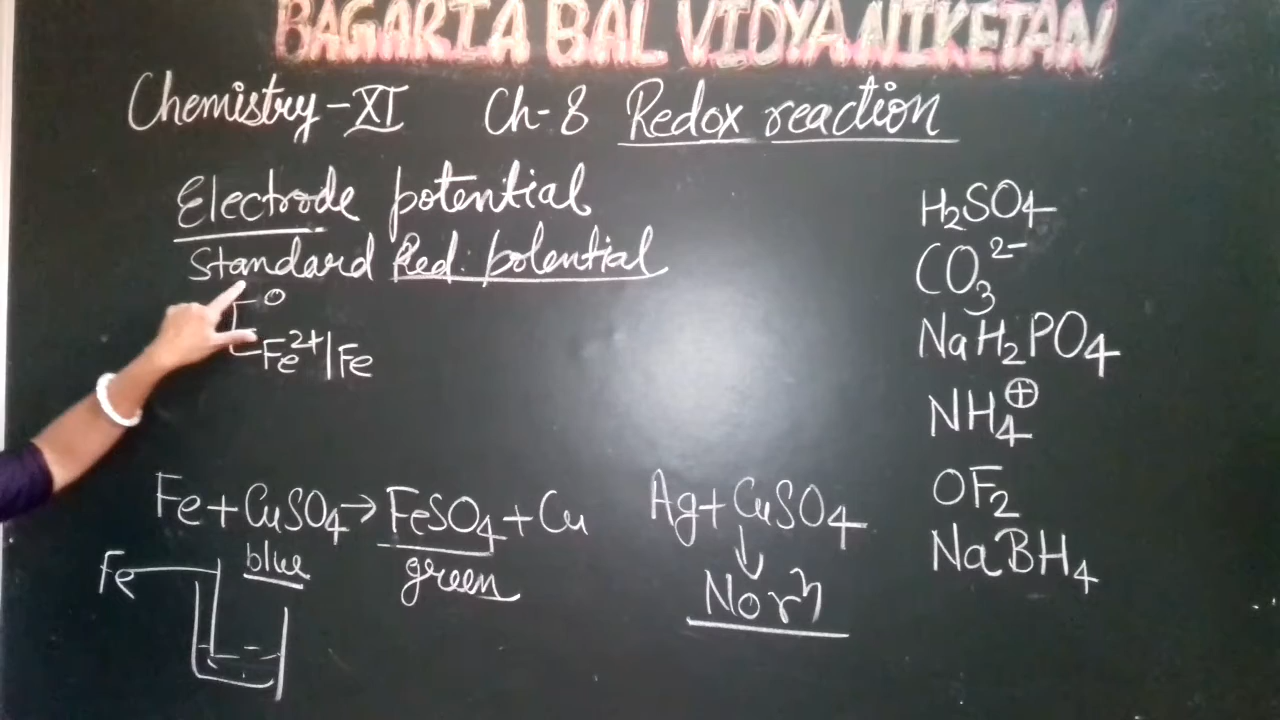 BAGARIA BAL VIDYA NIKETAN
Chemistry-XI Ch-8 Redox reaction
Electrode potential
Standard Red. potential
E°
Fe²⁺/Fe
Fe + CuSO₄ → FeSO₄ + Cu
blue
green
Fe
Ag + CuSO₄
↓
No rⁿ
H₂SO₄
CO₃²⁻
NaH₂PO₄
NH₄⊕
OF₂
NaBH₄